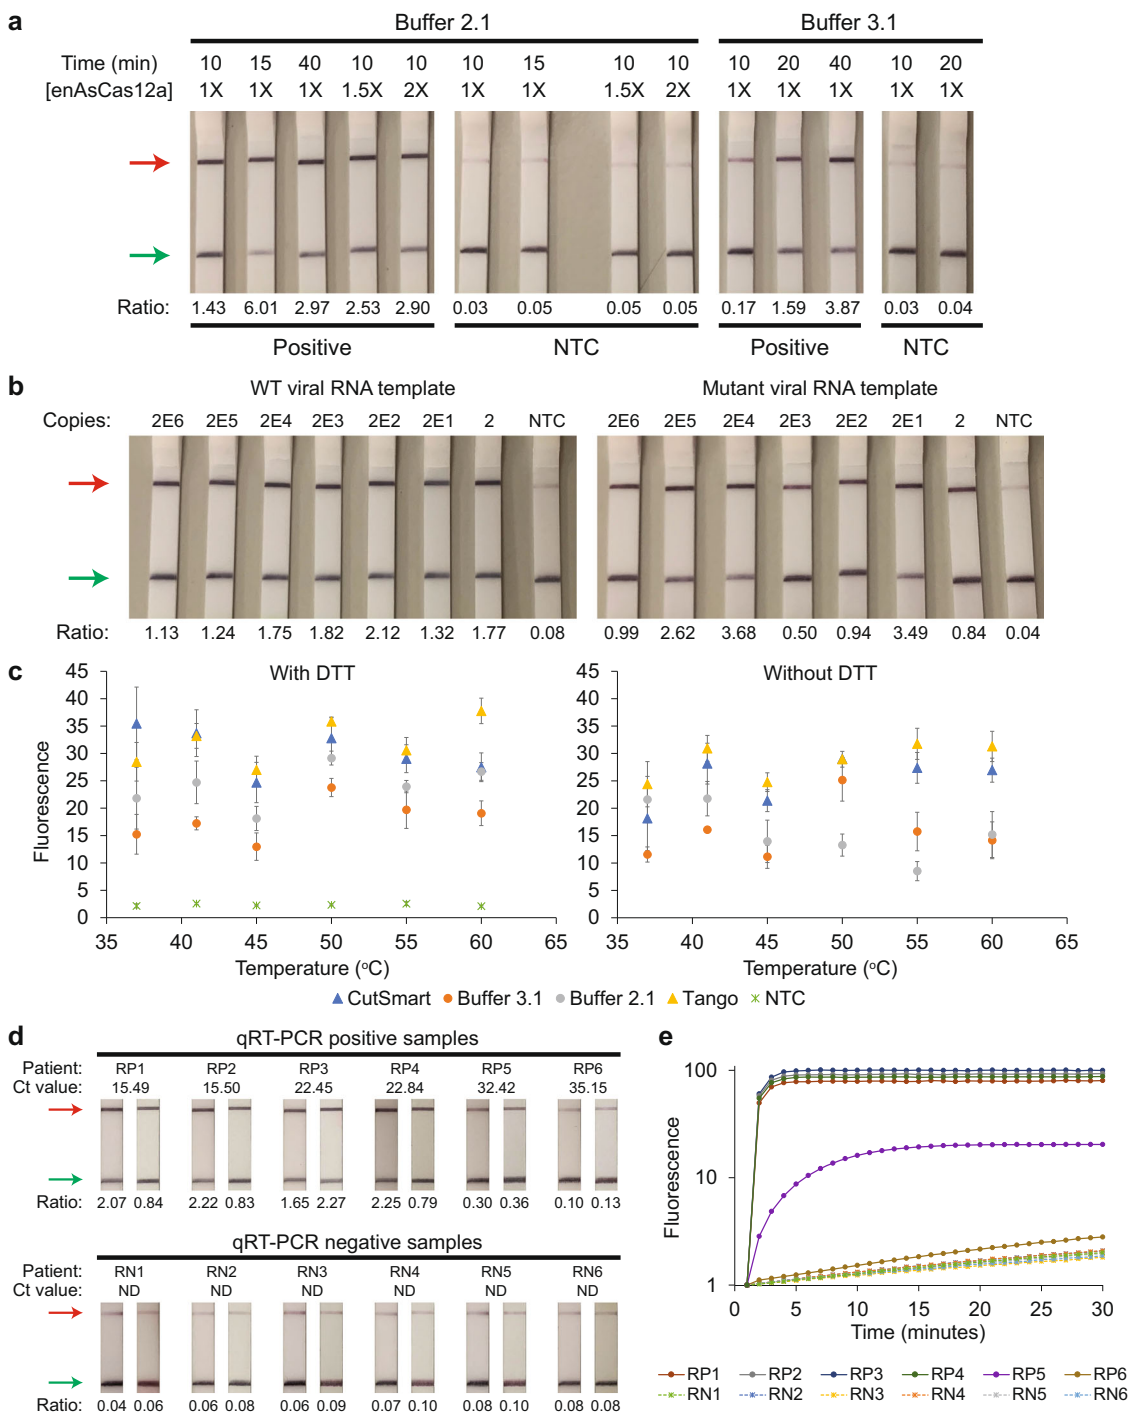 a
Buffer 2.1 Buffer 3.1
Time (min) 10 15 40 10 10 10 15 10 10 10 20 40 10 20
[enAsCas12a] 1X 1X 1X 1.5X 2X 1X 1X 1.5X 2X 1X 1X 1X 1X 1X
Ratio: 1.43 6.01 2.97 2.53 2.90 0.03 0.05 0.05 0.05 0.17 1.59 3.87 0.03 0.04
Positive NTC Positive NTC
b
WT viral RNA template Mutant viral RNA template
Copies: 2E6 2E5 2E4 2E3 2E2 2E1 2 NTC 2E6 2E5 2E4 2E3 2E2 2E1 2 NTC
Ratio: 1.13 1.24 1.75 1.82 2.12 1.32 1.77 0.08 0.99 2.62 3.68 0.50 0.94 3.49 0.84 0.04
c
With DTT
Fluorescence
45
40
35
30
25
20
15
10
5
0
35 40 45 50 55 60 65
Temperature (°C)
Without DTT
45
40
35
30
25
20
15
10
5
0
35 40 45 50 55 60 65
Temperature (°C)
CutSmart Buffer 3.1 Buffer 2.1 Tango NTC
d
qRT-PCR positive samples
Patient: RP1 RP2 RP3 RP4 RP5 RP6
Ct value: 15.49 15.50 22.45 22.84 32.42 35.15
Ratio: 2.07 0.84 2.22 0.83 1.65 2.27 2.25 0.79 0.30 0.36 0.10 0.13
qRT-PCR negative samples
Patient: RN1 RN2 RN3 RN4 RN5 RN6
Ct value: ND ND ND ND ND ND
Ratio: 0.04 0.06 0.06 0.08 0.06 0.09 0.07 0.10 0.08 0.10 0.08 0.08
e
Fluorescence
100
10
1
0 5 10 15 20 25 30
Time (minutes)
RP1 RP2 RP3 RP4 RP5 RP6
RN1 RN2 RN3 RN4 RN5 RN6